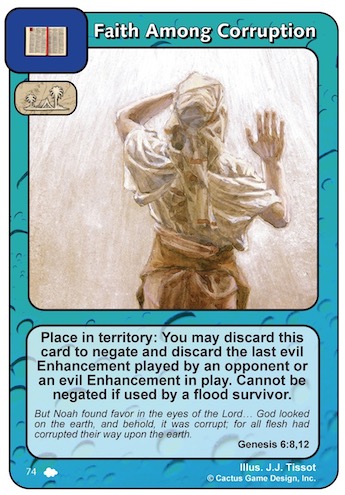 Faith Among Corruption
Place in territory: You may discard this
card to negate and discard the last evil
Enhancement played by an opponent or
an evil Enhancement in play. Cannot be
negated if used by a flood survivor.
But Noah found favor in the eyes of the Lord… God looked
on the earth, and behold, it was corrupt; for all flesh had
corrupted their way upon the earth.
Genesis 6:8,12
Illus. J.J. Tissot
74
© Cactus Game Design, Inc.